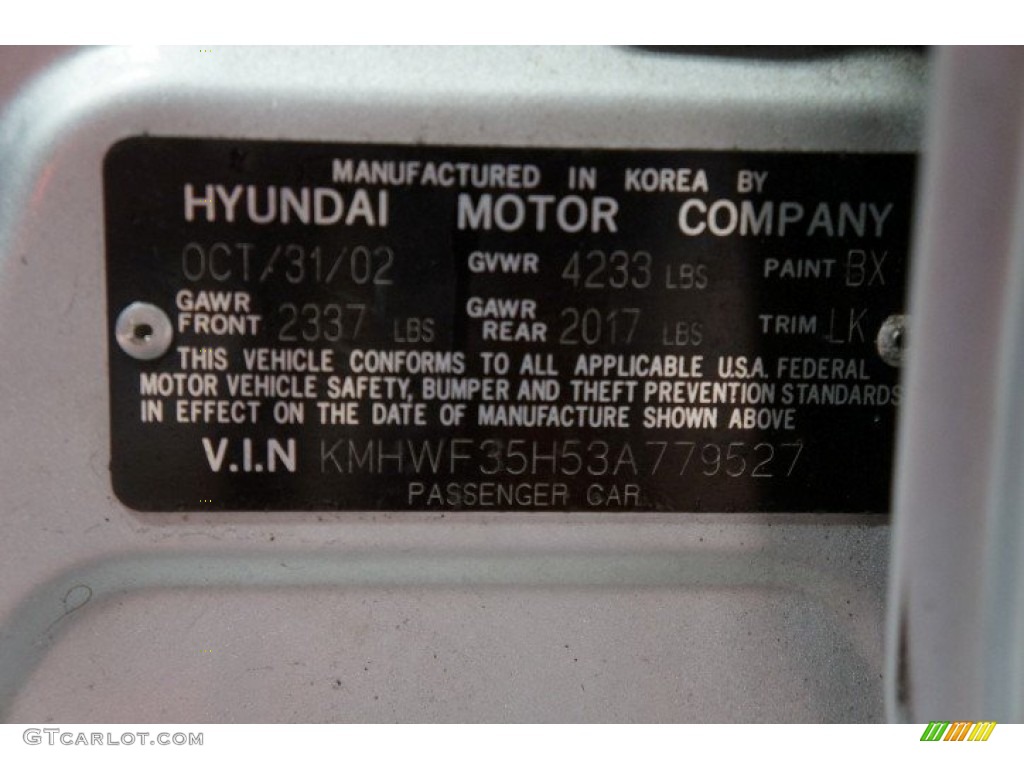 MANUFACTURED IN KOREA BY
HYUNDAI MOTOR COMPANY
OCT/31/02 GVWR 4233 LBS PAINT BX
GAWR FRONT 2337 LBS GAWR REAR 2017 LBS TRIM LK
THIS VEHICLE CONFORMS TO ALL APPLICABLE U.S.A. FEDERAL
MOTOR VEHICLE SAFETY, BUMPER AND THEFT PREVENTION STANDARDS
IN EFFECT ON THE DATE OF MANUFACTURE SHOWN ABOVE
V.I.N KMHWF35H53A779527
PASSENGER CAR
GTCARLOT.COM